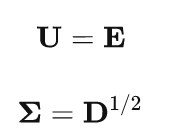 U = E
Σ = D^{1/2}